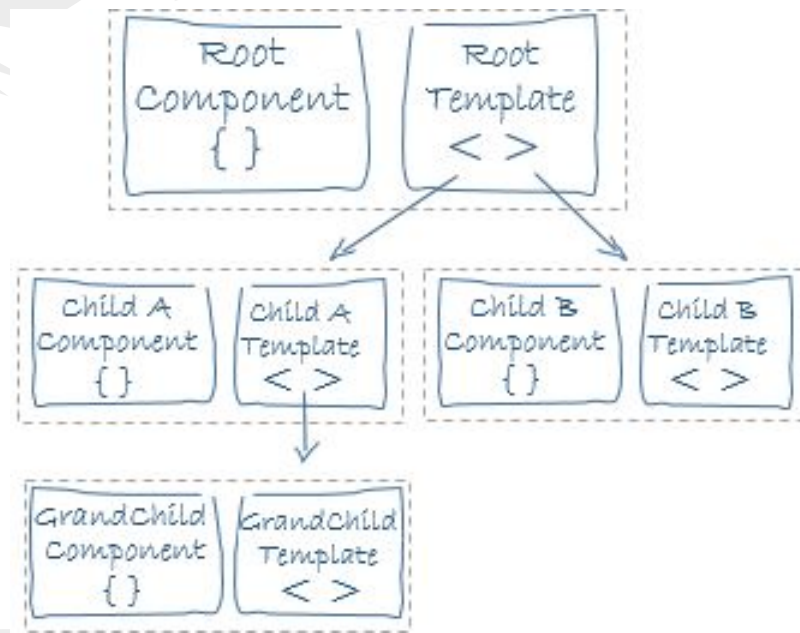 Root
Component
{ }
Root
Template
< >
Child A
Component
{ }
Child A
Template
< >
Child B
Component
{ }
Child B
Template
< >
GrandChild
Component
{ }
GrandChild
Template
< >